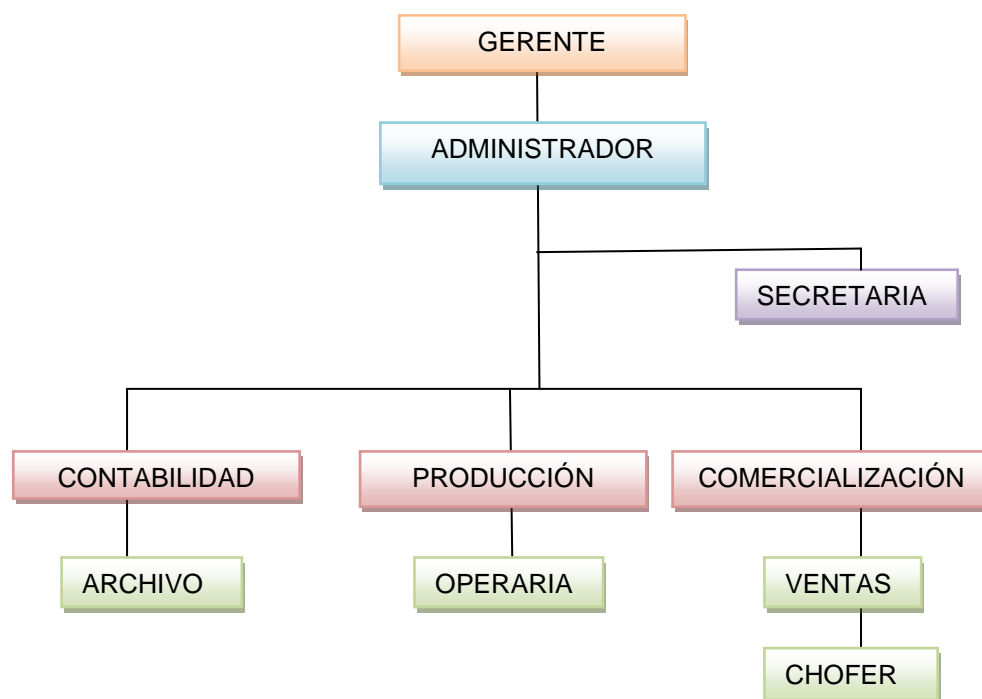 GERENTE
ADMINISTRADOR
SECRETARIA
CONTABILIDAD
PRODUCCIÓN
COMERCIALIZACIÓN
ARCHIVO
OPERARIA
VENTAS
CHOFER